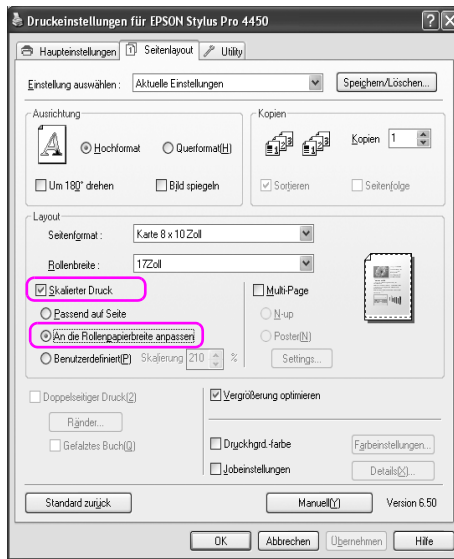 Druckeinstellungen für EPSON Stylus Pro 4450
Haupteinstellungen Seitenlayout Utility
Einstellung auswählen : Aktuelle Einstellungen Speichern/Löschen...
Ausrichtung
A Hochformat Querformat(H)
Um 180° drehen Bild spiegeln
Kopien
Kopien 1
Sortieren Seitenfolge
Layout
Seitenformat : Karte 8 x 10 Zoll
Rollenbreite : 17Zoll
Skalierter Druck
Passend auf Seite
An die Rollenpapierbreite anpassen
Benutzerdefiniert(P) Skalierung 210 %
Multi-Page
N-up
Poster(N)
Settings...
Doppelseitiger Druck(2)
Ränder...
Gefalztes Buch(Q)
Vergrößerung optimieren
Druckhgrd.-farbe Farbeinstellungen...
Jobeinstellungen Details(X)...
Standard zurück Manuell(Y) Version 6.50
OK Abbrechen Übernehmen Hilfe